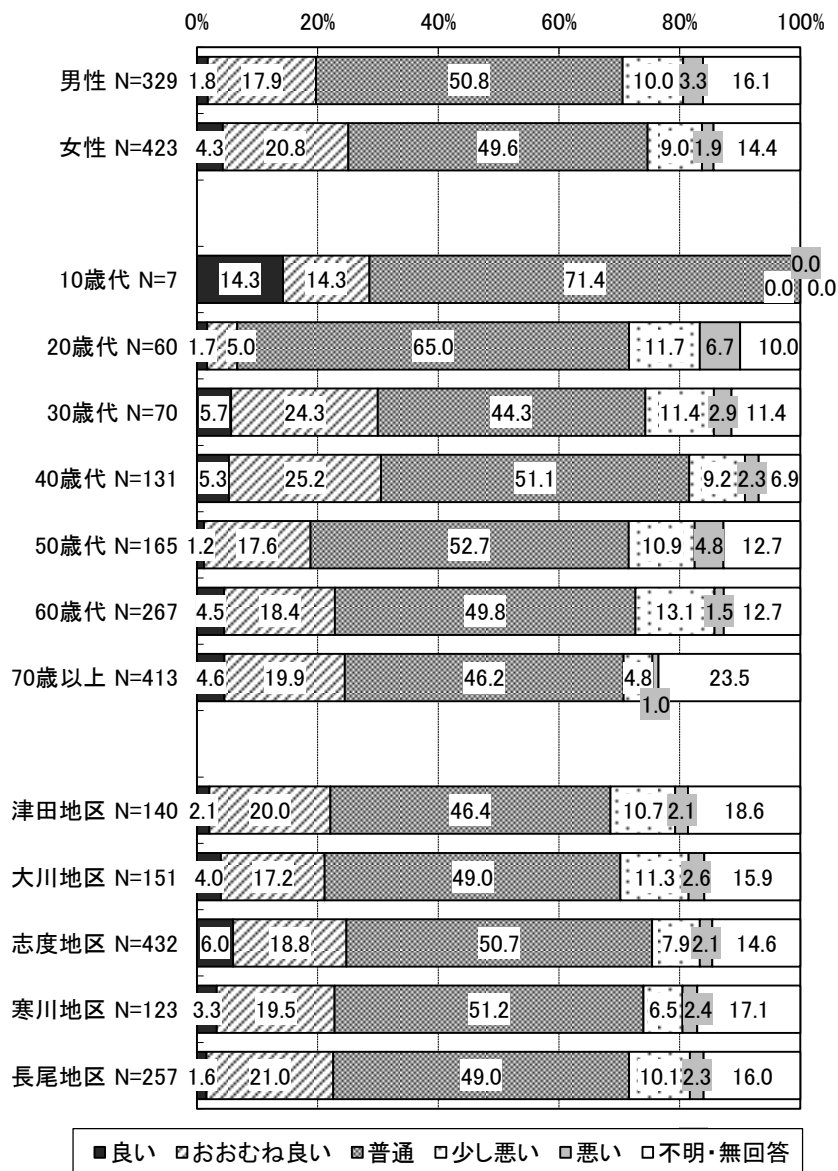 0% 20% 40% 60% 80% 100%
男性 N=329 1.8 17.9 50.8 10.0 3.3 16.1
女性 N=423 4.3 20.8 49.6 9.0 1.9 14.4
0.0
10歳代 N=7 14.3 14.3 71.4 0.0 0.0
20歳代 N=60 1.7 5.0 65.0 11.7 6.7 10.0
30歳代 N=70 5.7 24.3 44.3 11.4 2.9 11.4
40歳代 N=131 5.3 25.2 51.1 9.2 2.3 6.9
50歳代 N=165 1.2 17.6 52.7 10.9 4.8 12.7
60歳代 N=267 4.5 18.4 49.8 13.1 1.5 12.7
70歳以上 N=413 4.6 19.9 46.2 4.8 23.5
1.0
津田地区 N=140 2.1 20.0 46.4 10.7 2.1 18.6
大川地区 N=151 4.0 17.2 49.0 11.3 2.6 15.9
志度地区 N=432 6.0 18.8 50.7 7.9 2.1 14.6
寒川地区 N=123 3.3 19.5 51.2 6.5 2.4 17.1
長尾地区 N=257 1.6 21.0 49.0 10.1 2.3 16.0
良い おおむね良い 普通 少し悪い 悪い 不明・無回答